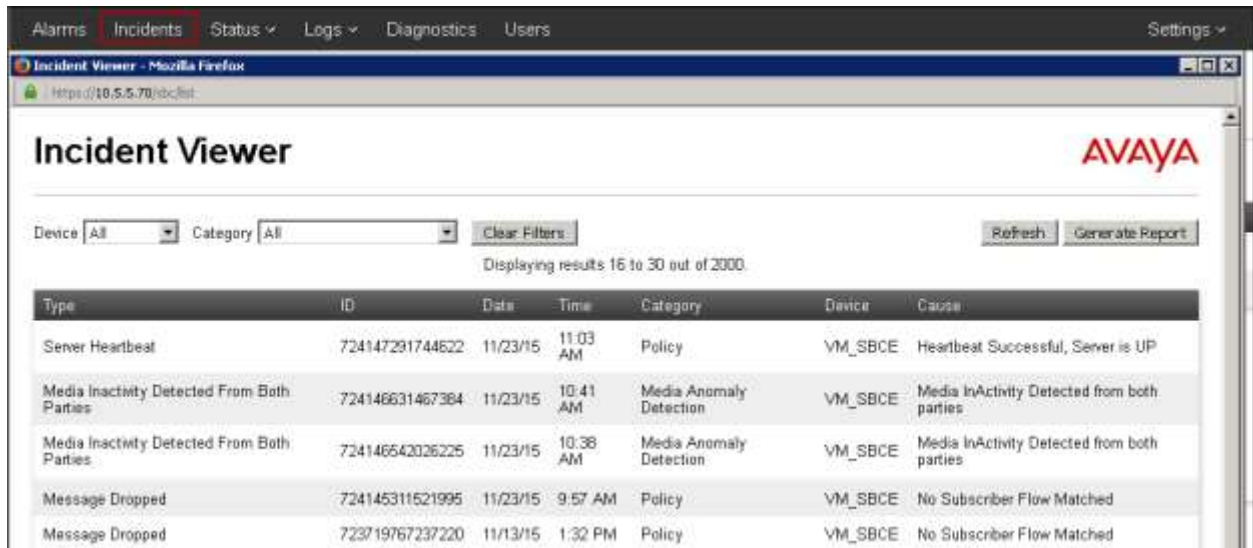 Alarms Incidents Status Logs Diagnostics Users Settings
Incident Viewer - Mozilla Firefox
https://10.5.5.70/sbc/list
Incident Viewer AVAYA
Device All Category All Clear Filters Refresh Generate Report
Displaying results 16 to 30 out of 2000.
Type ID Date Time Category Device Cause
Server Heartbeat 724147291744622 11/23/15 11:03 AM Policy VM_SBCE Heartbeat Successful, Server is UP
Media Inactivity Detected From Both Parties 724146631467384 11/23/15 10:41 AM Media Anomaly Detection VM_SBCE Media InActivity Detected from both parties
Media Inactivity Detected From Both Parties 724146542026225 11/23/15 10:38 AM Media Anomaly Detection VM_SBCE Media InActivity Detected from both parties
Message Dropped 724145311521995 11/23/15 9:57 AM Policy VM_SBCE No Subscriber Flow Matched
Message Dropped 723719767237220 11/13/15 1:32 PM Policy VM_SBCE No Subscriber Flow Matched